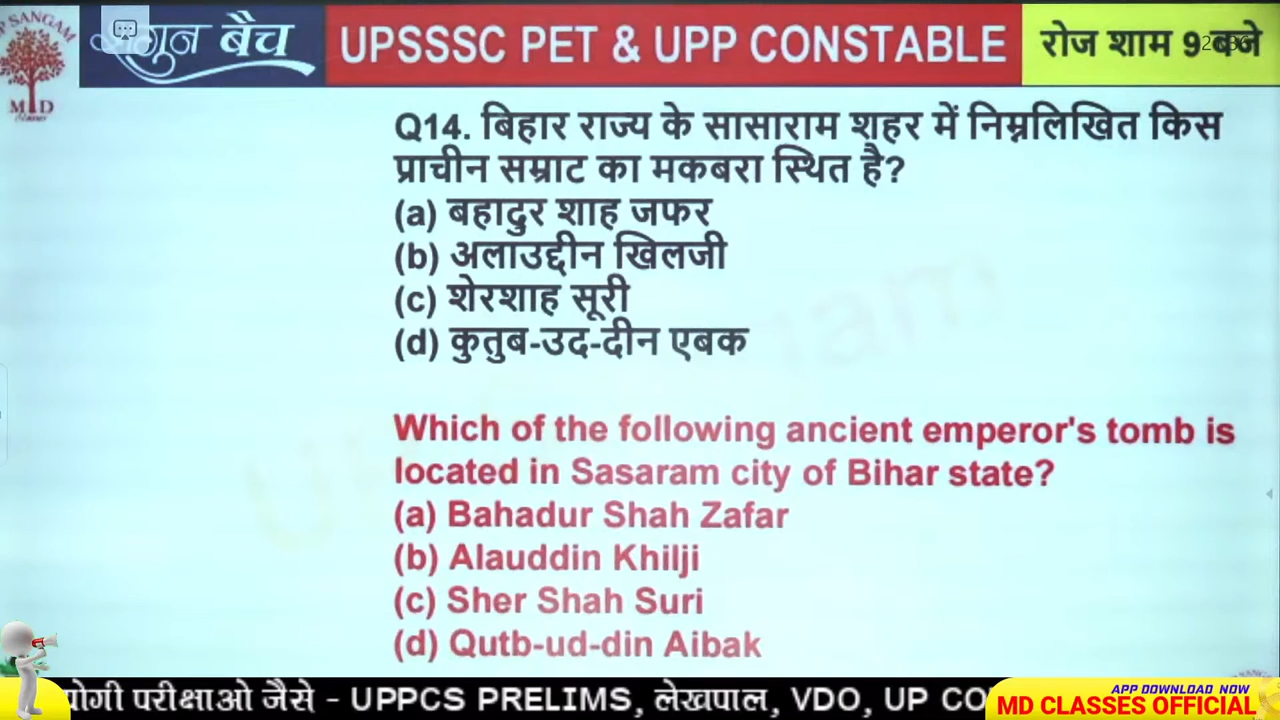 P SANGAM
MD
बैच
UPSSSC PET & UPP CONSTABLE
रोज शाम 9 बजे
Q14. बिहार राज्य के सासाराम शहर में निम्नलिखित किस
प्राचीन सम्राट का मकबरा स्थित है?
(a) बहादुर शाह जफर
(b) अलाउद्दीन खिलजी
(c) शेरशाह सूरी
(d) कुतुब-उद-दीन एबक
Which of the following ancient emperor's tomb is
located in Sasaram city of Bihar state?
(a) Bahadur Shah Zafar
(b) Alauddin Khilji
(c) Sher Shah Suri
(d) Qutb-ud-din Aibak
योगी परीक्षाओ जैसे - UPPCS PRELIMS, लेखपाल, VDO, UP CO
APP DOWNLOAD NOW
MD CLASSES OFFICIAL